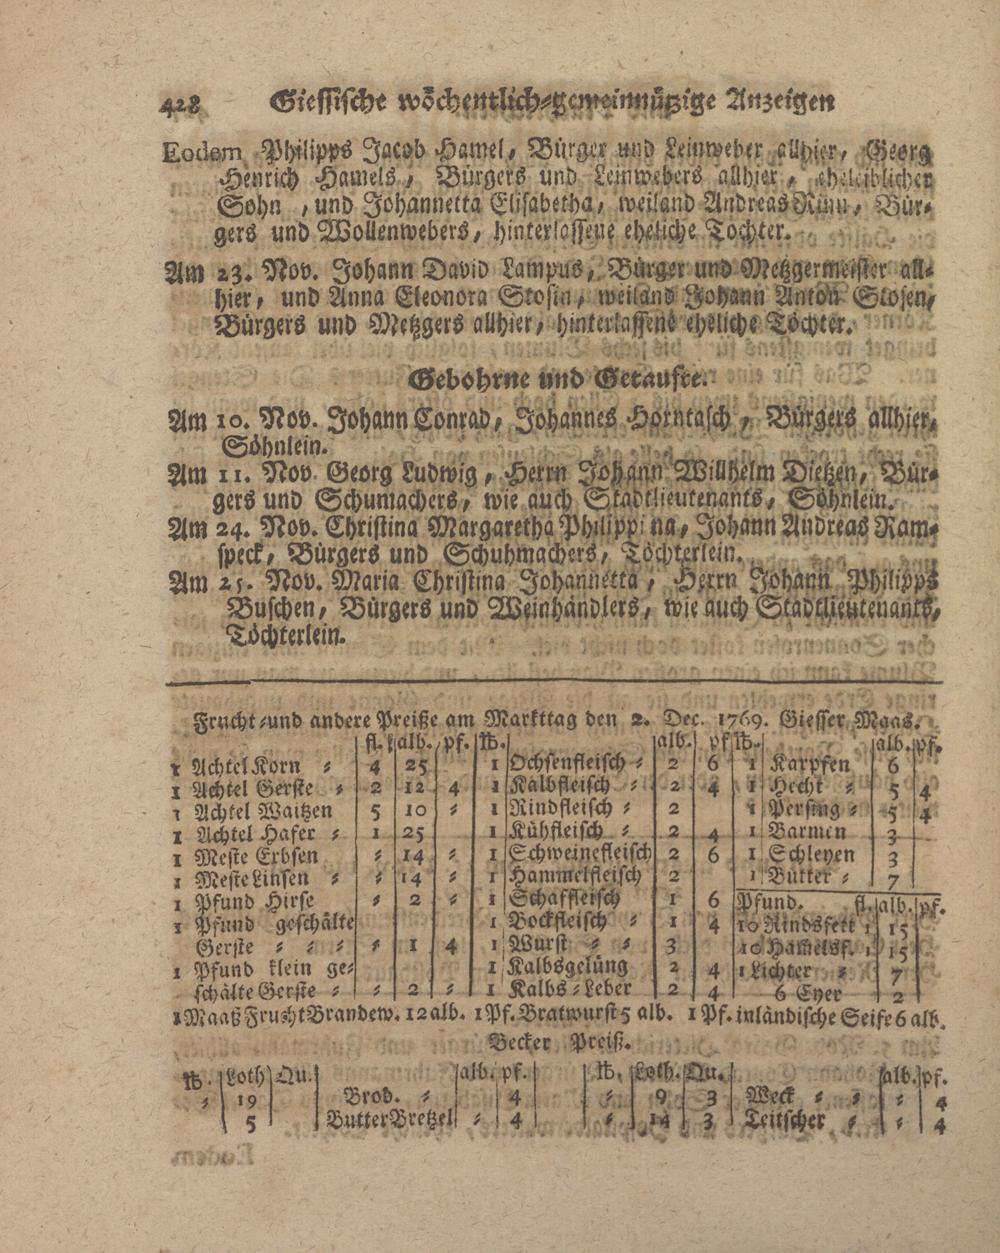 428 Giessische wöchentlich-gemeinnützige Anzeigen
Eodem Philipps Jacob Hamel, Bürger und Leinweber allhier, Georg
Henrich Hamels, Bürgers und Leinwebers allhier, eheleiblicher
Sohn, und Johannetta Elisabetha, weiland Andreas Rinn, Bür-
gers und Wollenwebers, hinterlassene eheliche Tochter.
Am 23. Nov. Johann David Lampus, Bürger und Metzgermeister all-
hier, und Anna Eleonora Stosin, weiland Johann Anton Stosen,
Bürgers und Metzgers allhier, hinterlassene eheliche Töchter.
Gebohrne und Getaufte.
Am 10. Nov. Johann Conrad, Johannes Horntasch, Bürgers allhier,
Söhnlein.
Am 11. Nov. Georg Ludwig, Herrn Johann Willhelm Dietzen, Bür-
gers und Schumachers, wie auch Stadtlieutenants, Söhnlein.
Am 24. Nov. Christina Margaretha Philippina, Johann Andreas Ram-
speck, Bürgers und Schuhmachers, Töchterlein.
Am 25. Nov. Maria Christina Johannetta, Herrn Johann Philipps
Buschen, Bürgers und Weinhändlers, wie auch Stadtlieutenants,
Töchterlein.
Frucht-und andere Preiße am Markttag den 2. Dec. 1769. Giesser Maas.
fl. alb. pf. ℔. alb. pf ℔. alb. pf.
1 Achtel Korn = 4 25 1 Ochsenfleisch = 2 6 1 Karpfen 6
1 Achtel Gerste = 2 12 4 1 Kalbfleisch = 2 4 1 Hecht = 5 4
1 Achtel Waitzen 5 10 = 1 Rindfleisch = 2 1 Persing = 5 4
1 Achtel Hafer = 1 25 1 Kühfleisch = 2 4 1 Barmen 3
1 Meste Erbsen = 14 = 1 Schweinefleisch 2 6 1 Schleyen 3
1 Meste Linsen = = 14 = 1 Hammelfleisch 2 1 Butter = 7
1 Pfund Hirse = 2 = 1 Schaffleisch 1 6 Pfund. fl. alb. pf.
1 Pfund geschälte 1 Bockfleisch = 1 4 10 Rindsfett 1 15
Gerste = = = = 1 4 1 Wurst = = 3 10 Hamelsf. 1 15
1 Pfund klein ge- 1 Kalbsgelüng 2 4 1 Lichter = 7
schälte Gerste = = 2 = 1 Kalbs-Leber 2 4 6 Eyer 2
1 Maaß Frucht Brandew. 12 alb. 1 Pf. Bratwurst 5 alb. 1 Pf. inländische Seife 6 alb.
Becker Preiß.
℔. Loth Qu. alb. pf. ℔. Loth. Qu. alb. pf.
= 19 Brod. = 4 = 9 3 Weck = = = 4
5 Butter Bretzel = 4 = 14 3 Teitscher = = 4